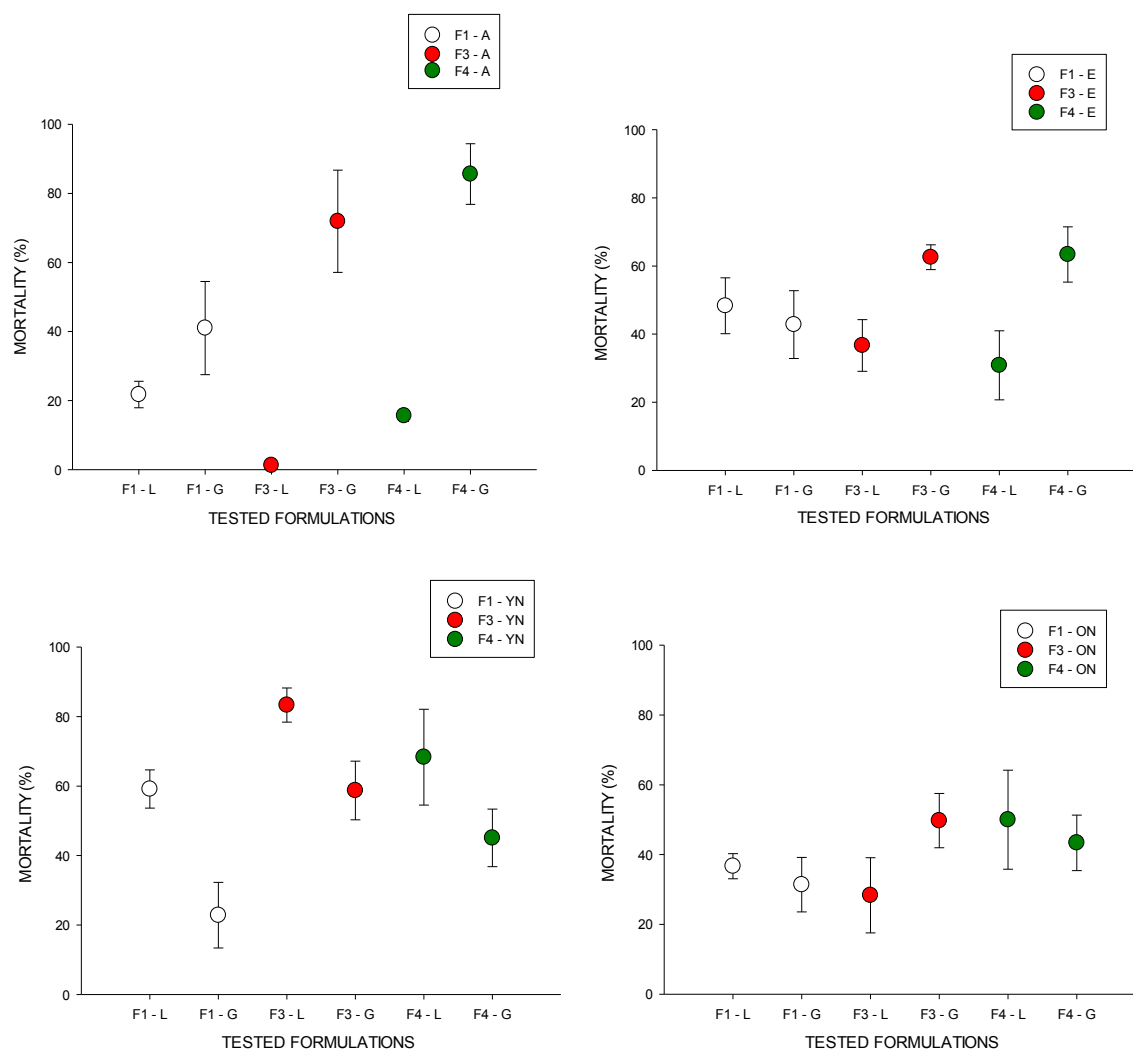 F1 - A
F3 - A
F4 - A
100
80
60
40
20
0
MORTALITY (%)
F1 - L F1 - G F3 - L F3 - G F4 - L F4 - G
TESTED FORMULATIONS
F1 - E
F3 - E
F4 - E
100
80
60
40
20
0
MORTALITY (%)
F1 - L F1 - G F3 - L F3 - G F4 - L F4 - G
TESTED FORMULATIONS
F1 - YN
F3 - YN
F4 - YN
100
80
60
40
20
0
MORTALITY (%)
F1 - L F1 - G F3 - L F3 - G F4 - L F4 - G
TESTED FORMULATIONS
F1 - ON
F3 - ON
F4 - ON
100
80
60
40
20
0
MORTALITY (%)
F1 - L F1 - G F3 - L F3 - G F4 - L F4 - G
TESTED FORMULATIONS